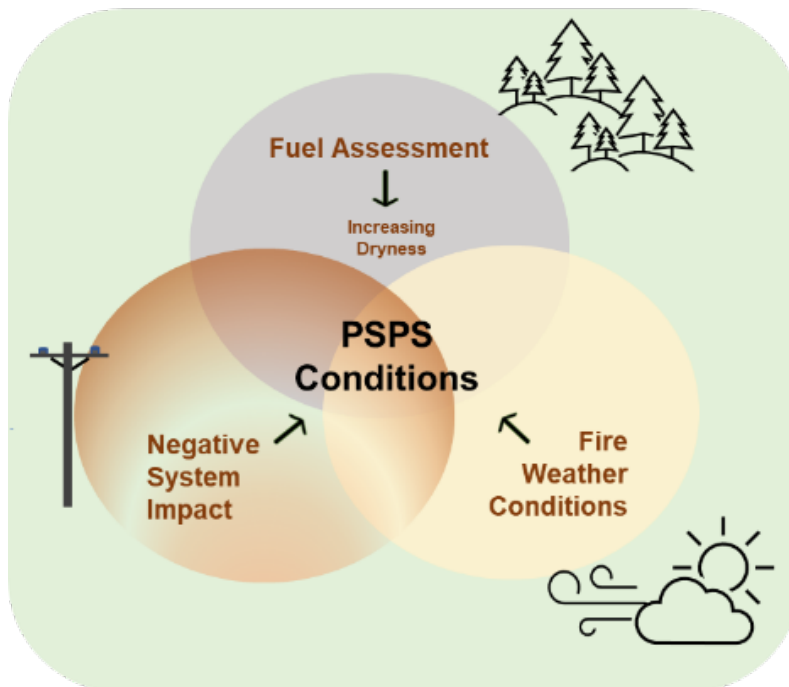 Fuel Assessment
Increasing
Dryness
PSPS
Conditions
Negative
System
Impact
Fire
Weather
Conditions